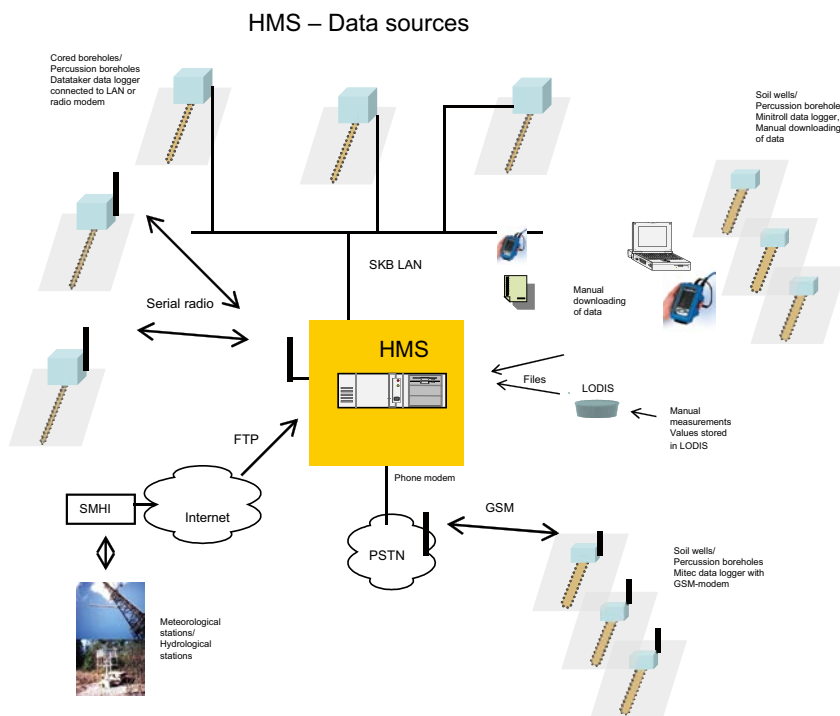 HMS – Data sources
Cored boreholes/
Percussion boreholes
Datataker data logger
connected to LAN or
radio modem
Soil wells/
Percussion borehole
Minitroll data logger,
Manual downloading
of data
SKB LAN
Serial radio
Manual
downloading
of data
HMS
Files
LODIS
Manual
measurements
Values stored
in LODIS
FTP
Phone modem
SMHI
Internet
GSM
PSTN
Soil wells/
Percussion boreholes
Mitec data logger with
GSM-modem
Meteorological
stations/
Hydrological
stations